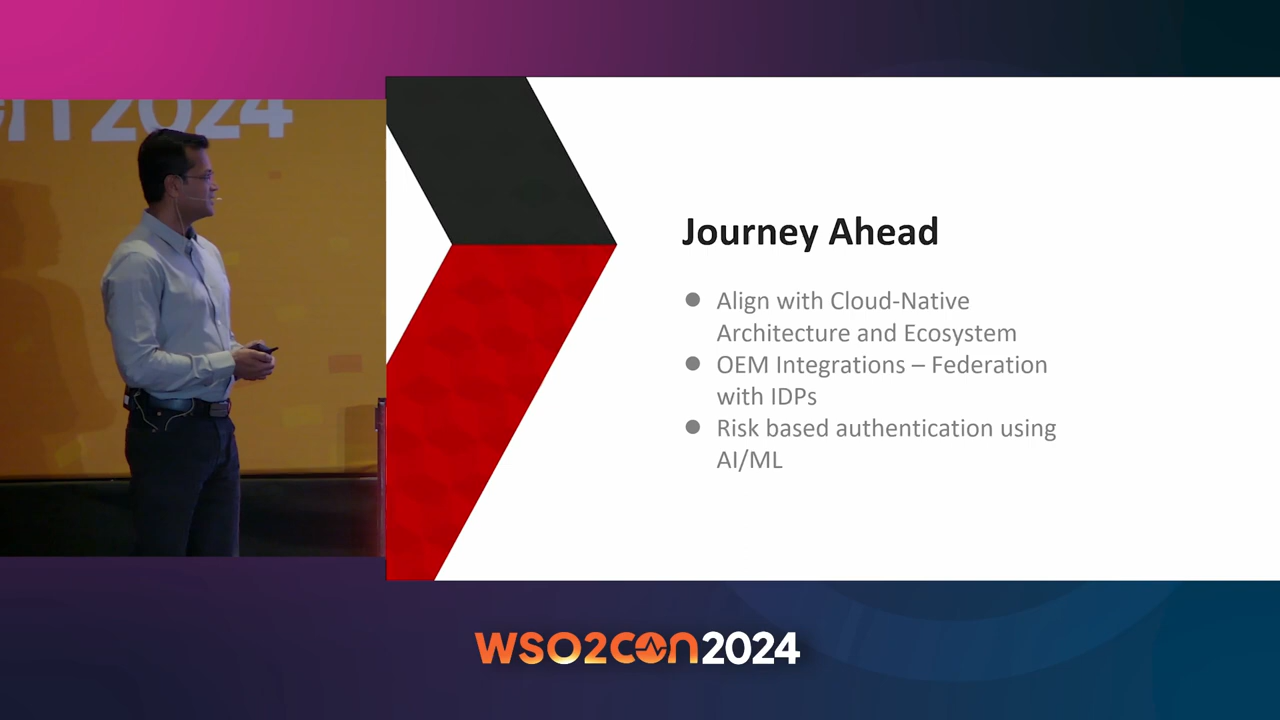 2024
Journey Ahead
● Align with Cloud-Native
Architecture and Ecosystem
● OEM Integrations – Federation
with IDPs
● Risk based authentication using
AI/ML
WSO2CON2024